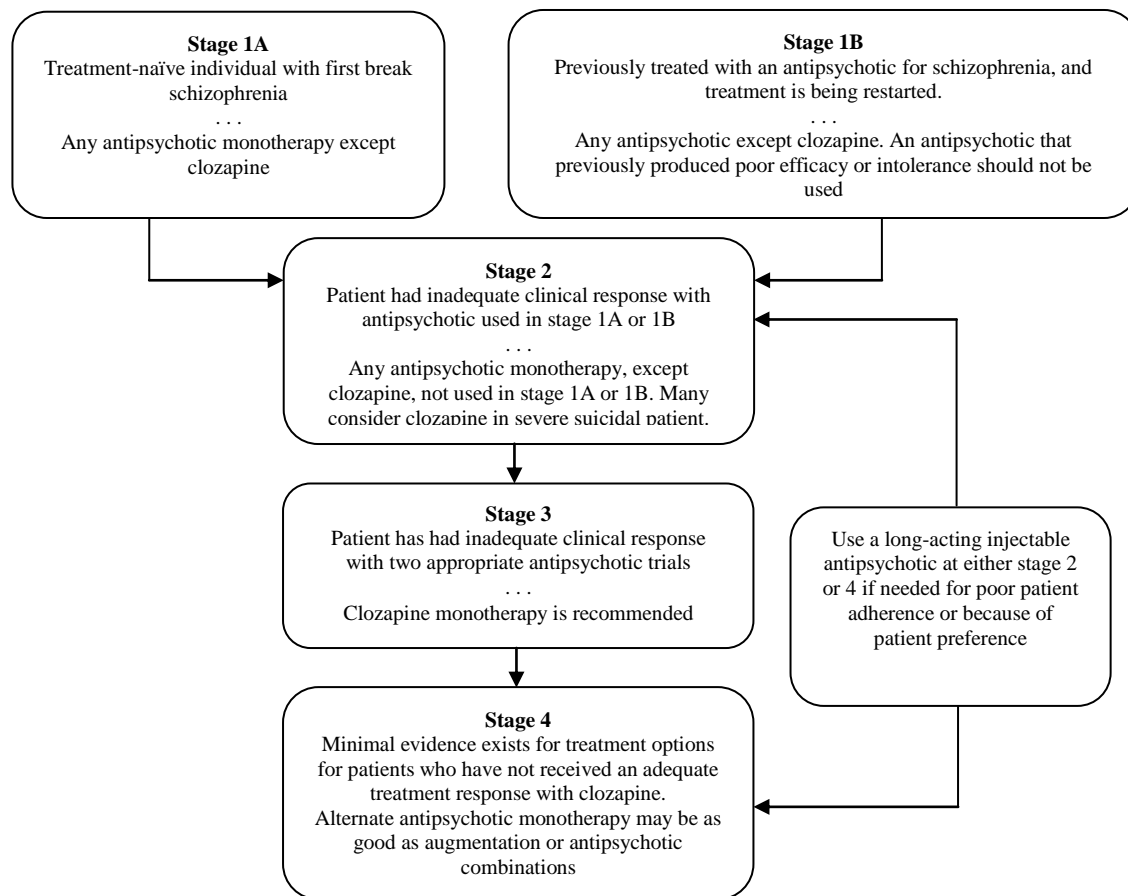 Stage 1A
Treatment-naïve individual with first break
schizophrenia
. . .
Any antipsychotic monotherapy except
clozapine
Stage 1B
Previously treated with an antipsychotic for schizophrenia, and
treatment is being restarted.
. . .
Any antipsychotic except clozapine. An antipsychotic that
previously produced poor efficacy or intolerance should not be
used
Stage 2
Patient had inadequate clinical response with
antipsychotic used in stage 1A or 1B
. . .
Any antipsychotic monotherapy, except
clozapine, not used in stage 1A or 1B. Many
consider clozapine in severe suicidal patient.
Stage 3
Patient has had inadequate clinical response
with two appropriate antipsychotic trials
. . .
Clozapine monotherapy is recommended
Use a long-acting injectable
antipsychotic at either stage 2
or 4 if needed for poor patient
adherence or because of
patient preference
Stage 4
Minimal evidence exists for treatment options
for patients who have not received an adequate
treatment response with clozapine.
Alternate antipsychotic monotherapy may be as
good as augmentation or antipsychotic
combinations